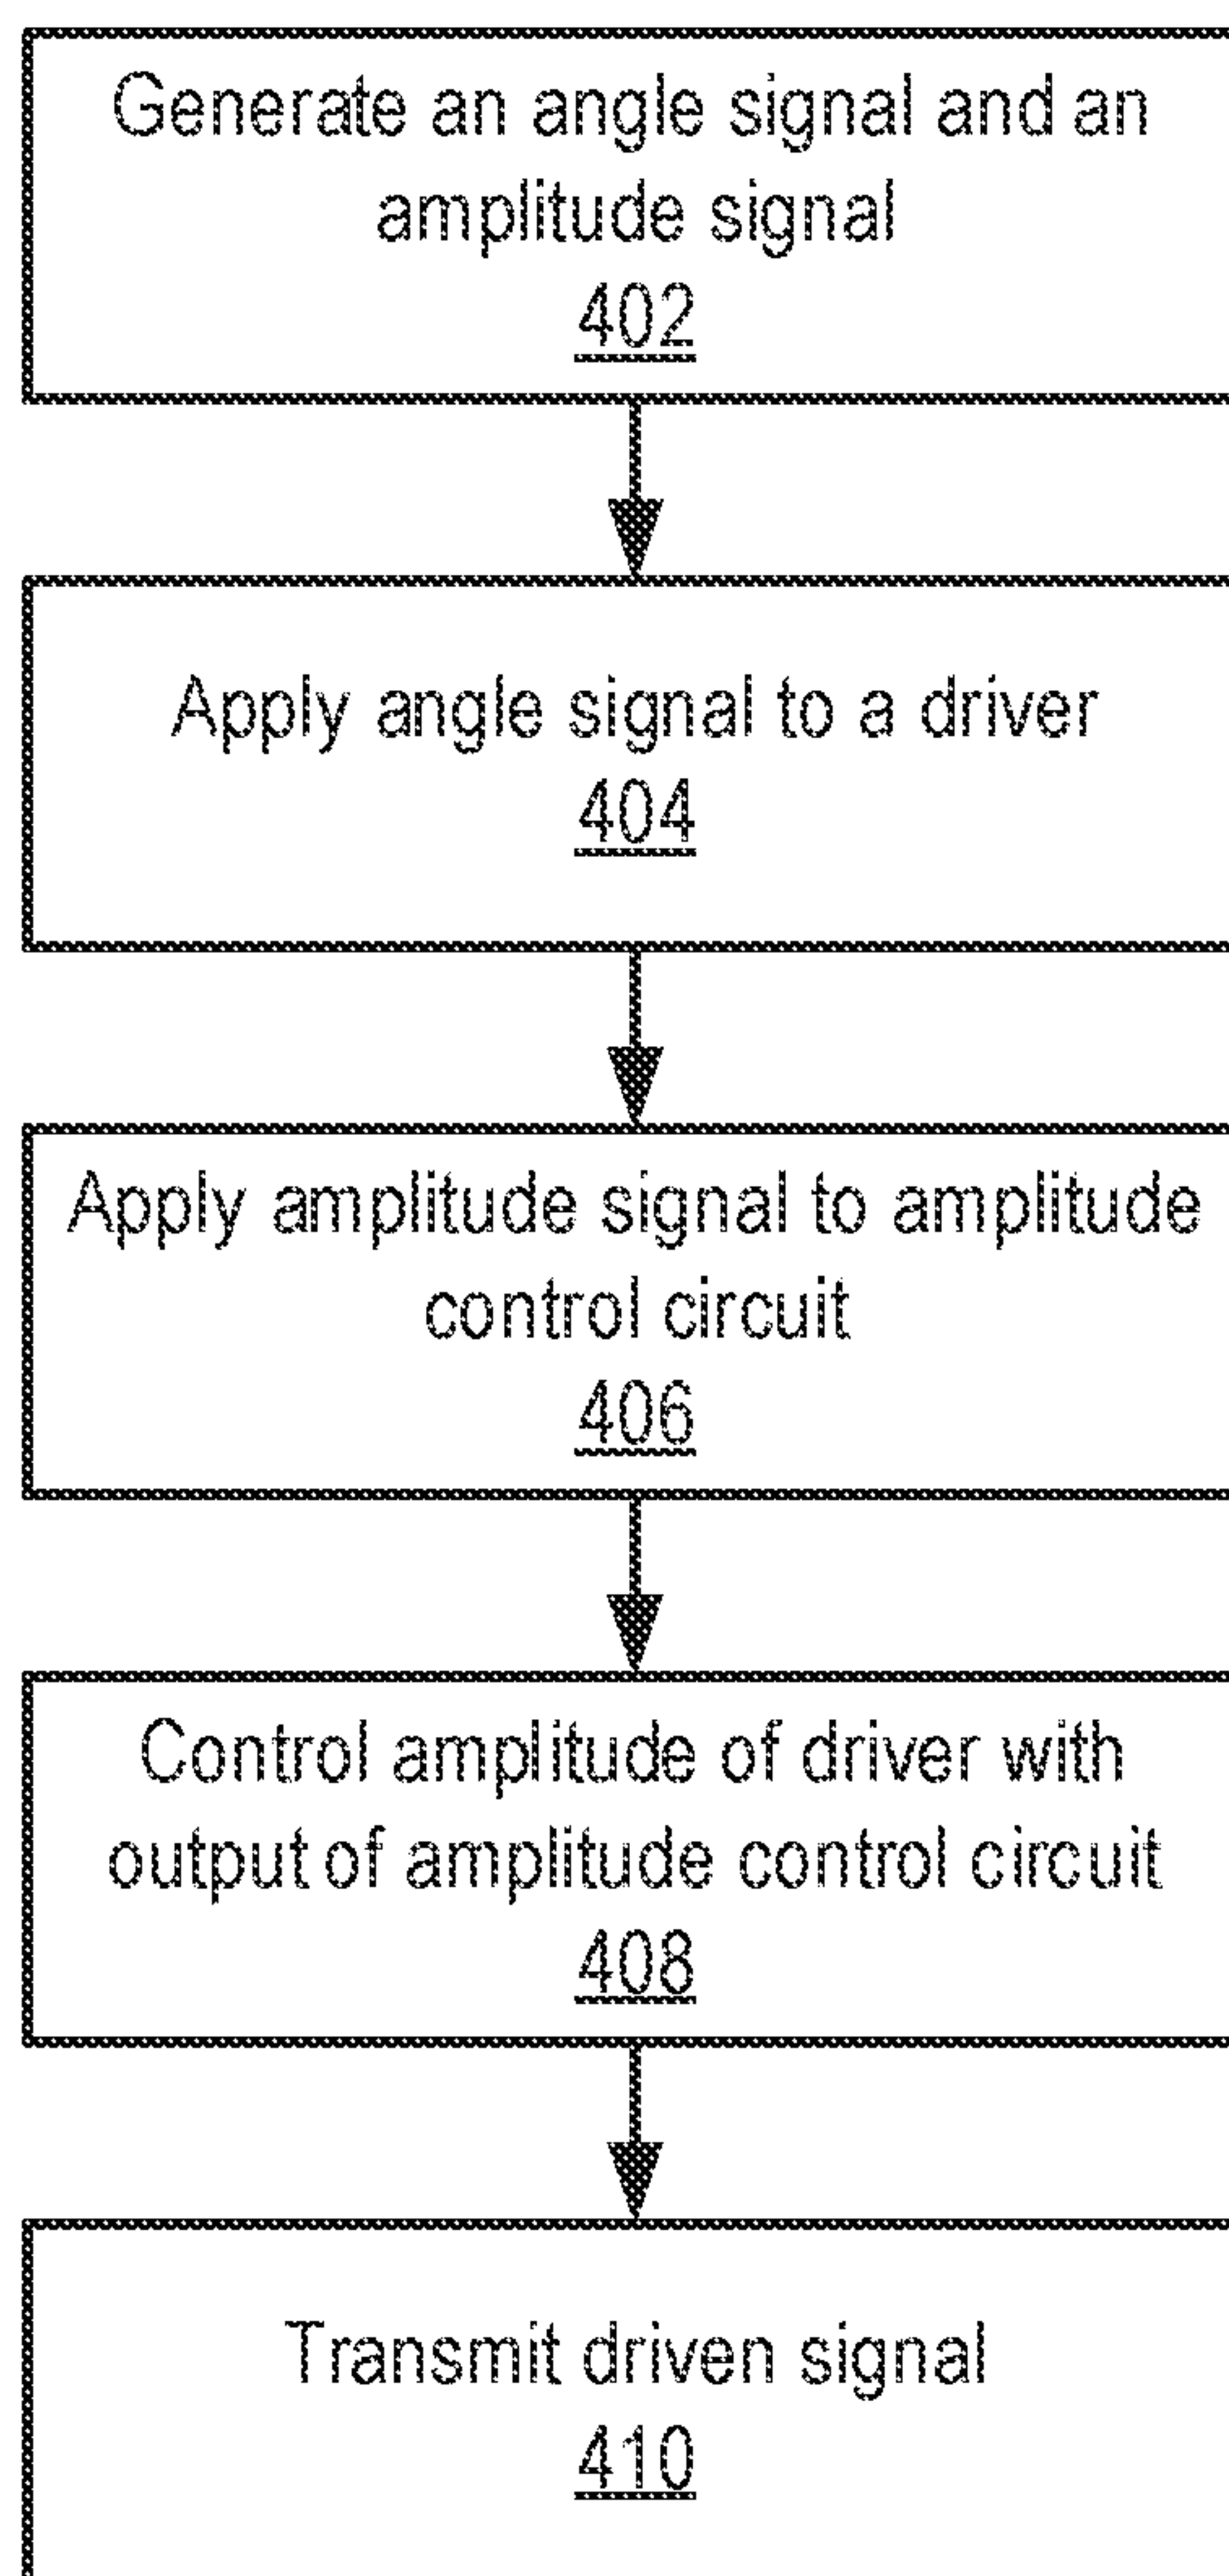 Generate an angle signal and an
amplitude signal
402
Apply angle signal to a driver
404
Apply amplitude signal to amplitude
control circuit
406
Control amplitude of driver with
output of amplitude control circuit
408
Transmit driven signal
410